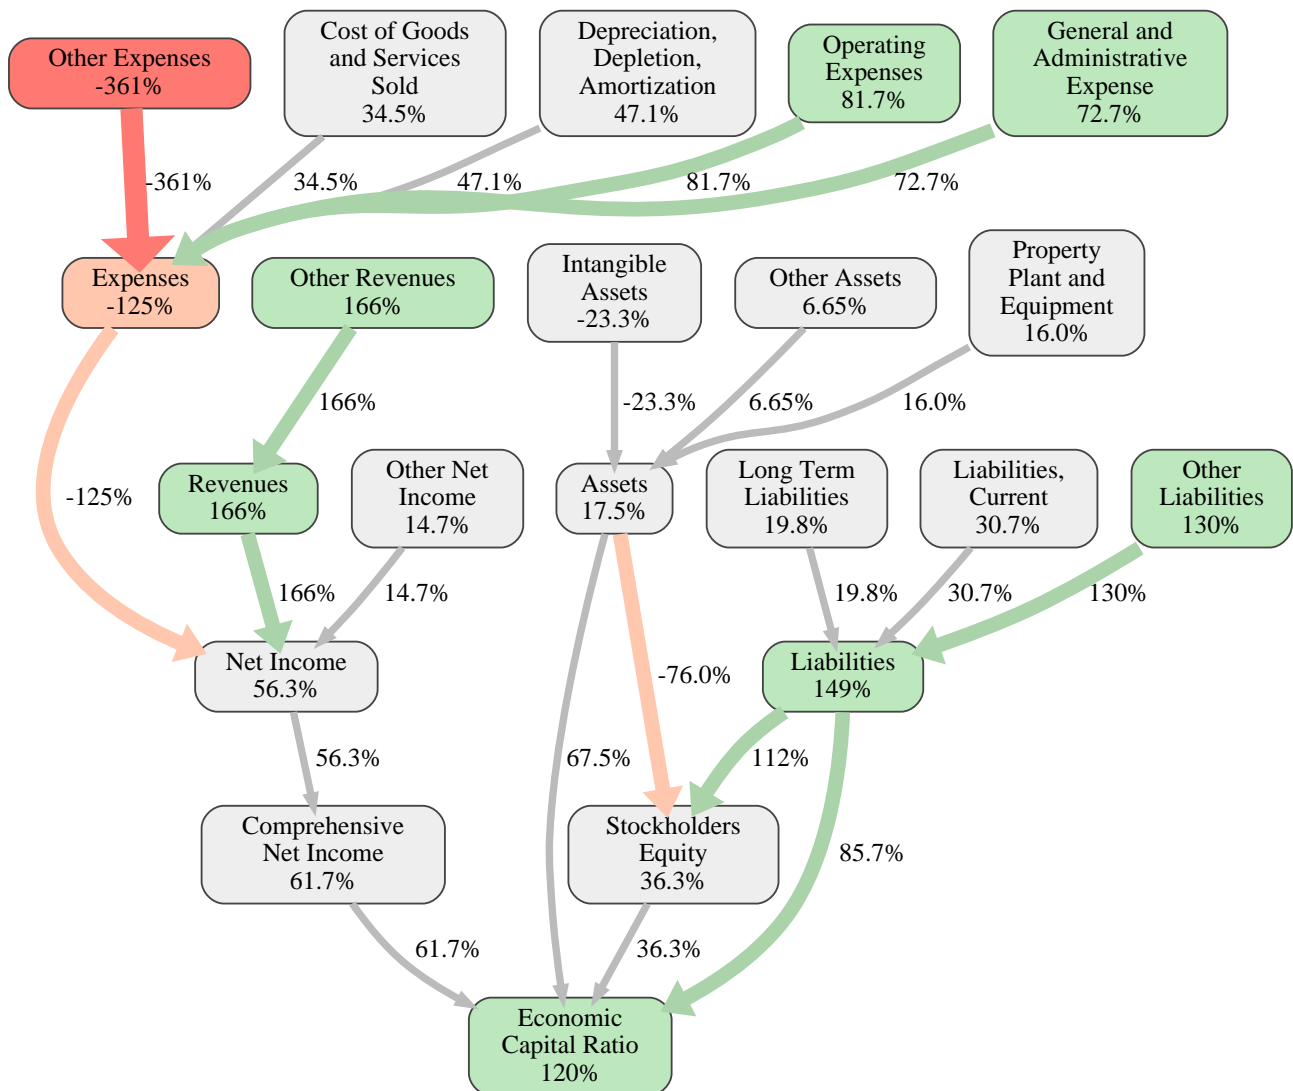 Other Expenses
-361%
Cost of Goods
and Services
Sold
34.5%
Depreciation,
Depletion,
Amortization
47.1%
Operating
Expenses
81.7%
General and
Administrative
Expense
72.7%
-361%
34.5%
47.1%
81.7%
72.7%
Expenses
-125%
Other Revenues
166%
Intangible
Assets
-23.3%
Other Assets
6.65%
Property
Plant and
Equipment
16.0%
166%
-23.3%
6.65%
16.0%
-125%
Revenues
166%
Other Net
Income
14.7%
Assets
17.5%
Long Term
Liabilities
19.8%
Liabilities,
Current
30.7%
Other
Liabilities
130%
166%
14.7%
19.8%
30.7%
130%
Net Income
56.3%
-76.0%
Liabilities
149%
56.3%
67.5%
112%
Comprehensive
Net Income
61.7%
Stockholders
Equity
36.3%
85.7%
61.7%
36.3%
Economic
Capital Ratio
120%